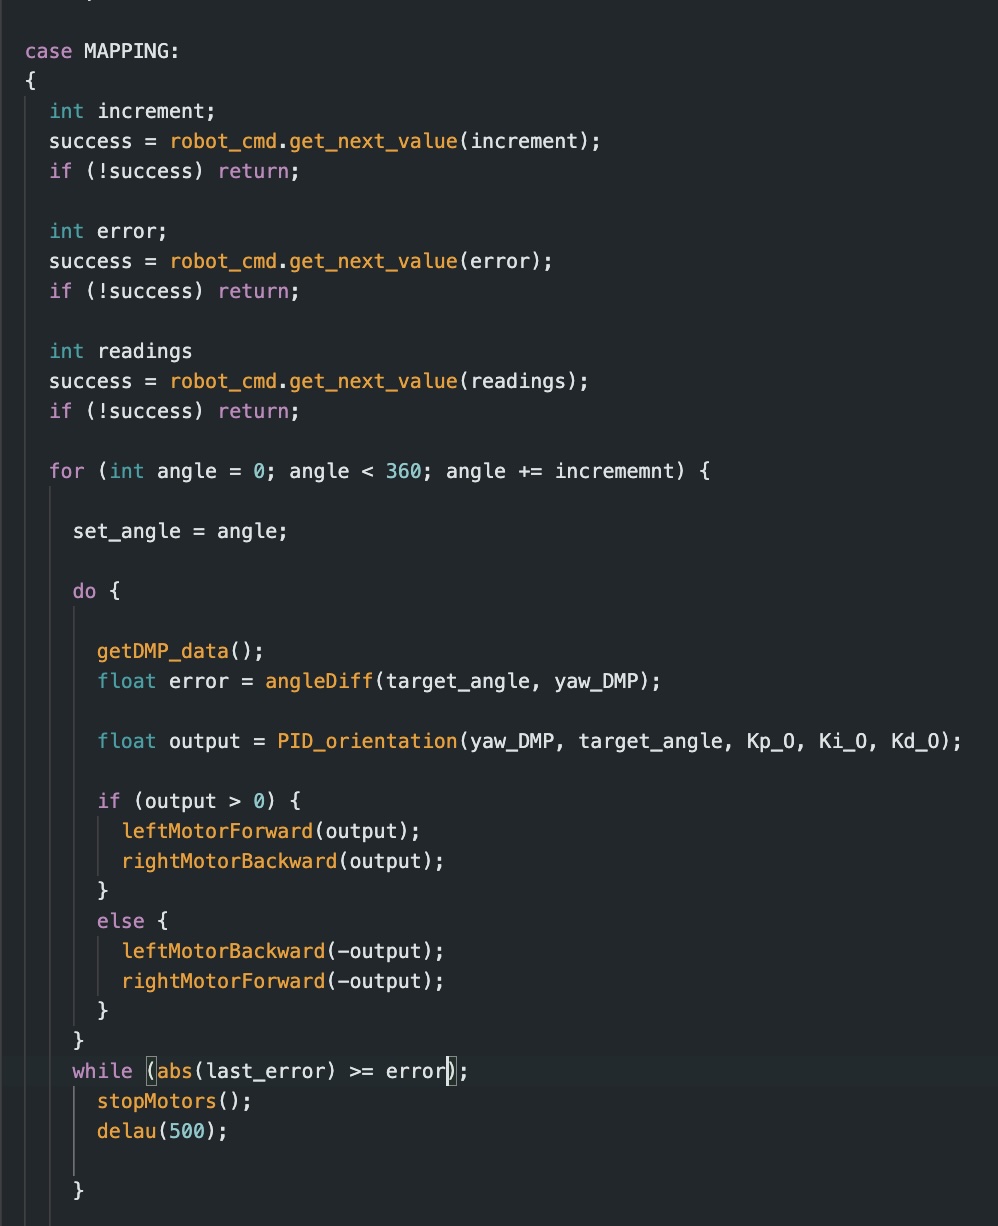 case MAPPING:
{
int increment;
success = robot_cmd.get_next_value(increment);
if (!success) return;
int error;
success = robot_cmd.get_next_value(error);
if (!success) return;
int readings
success = robot_cmd.get_next_value(readings);
if (!success) return;
for (int angle = 0; angle < 360; angle += incrememnt) {
set_angle = angle;
do {
getDMP_data();
float error = angleDiff(target_angle, yaw_DMP);
float output = PID_orientation(yaw_DMP, target_angle, Kp_O, Ki_O, Kd_O);
if (output > 0) {
leftMotorForward(output);
rightMotorBackward(output);
}
else {
leftMotorBackward(-output);
rightMotorForward(-output);
}
}
while (abs(last_error) >= error);
stopMotors();
delau(500);
}